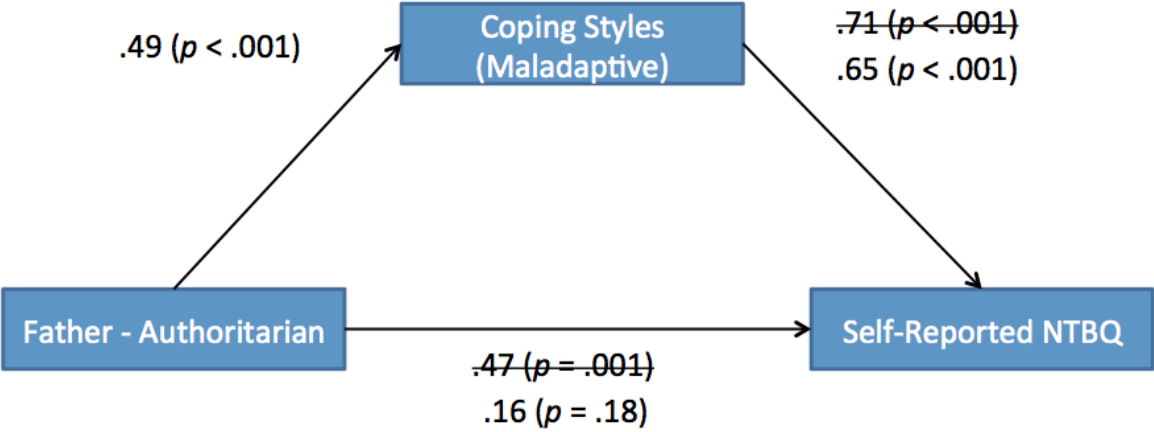 Coping Styles
(Maladaptive)
.49 (p < .001)
.71 (p < .001)
.65 (p < .001)
Father - Authoritarian
Self-Reported NTBQ
.47 (p = .001)
.16 (p = .18)